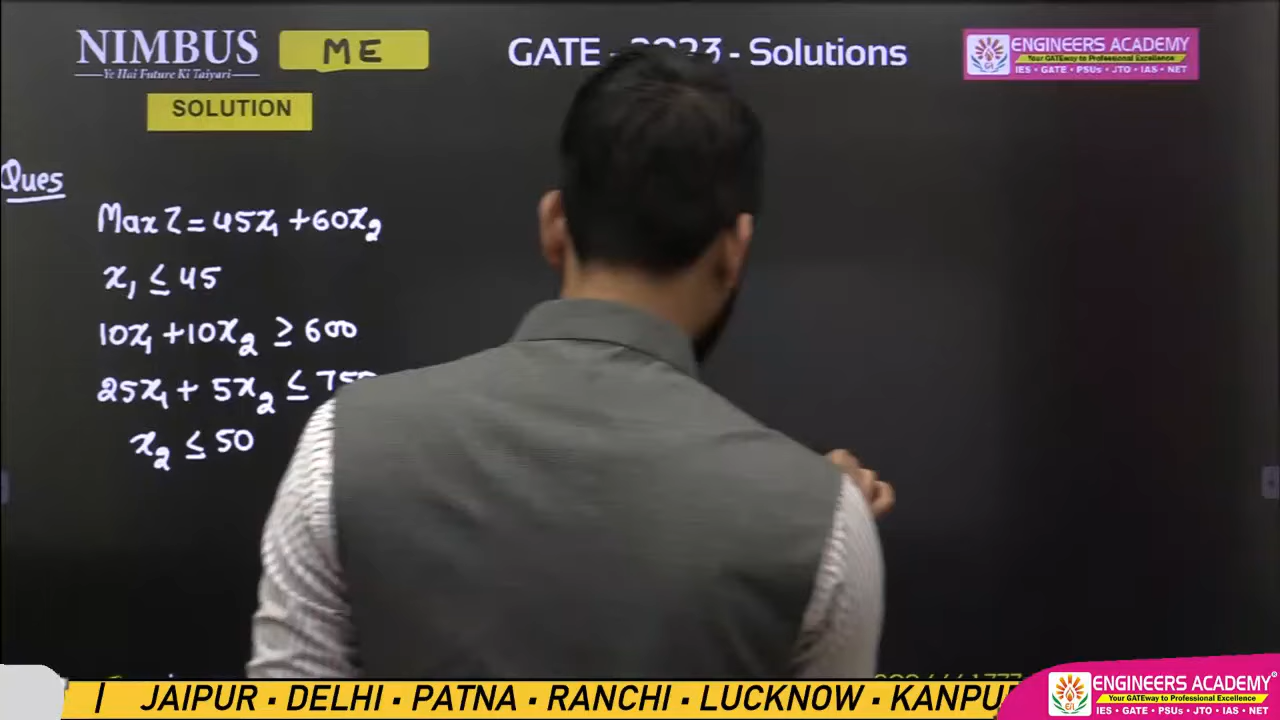 NIMBUS
Ye Hai Future Ki Taiyari
ME
GATE - 2023 - Solutions
ENGINEERS ACADEMY
Your GATEway to Professional Excellence
IES • GATE • PSUs • JTO • IAS • NET
SOLUTION
Ques
Max Z = 45x₁ + 60x₂
x₁ ≤ 45
10x₁ + 10x₂ ≥ 600
25x₁ + 5x₂ ≤ 750
x₂ ≤ 50
JAIPUR • DELHI • PATNA • RANCHI • LUCKNOW • KANPU
ENGINEERS ACADEMY
Your GATEway to Professional Excellence
IES • GATE • PSUs • JTO • IAS • NET